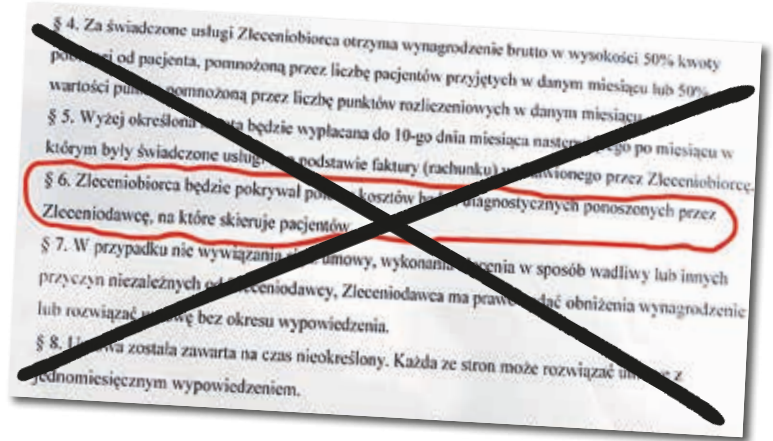 § 4. Za świadczone usługi Zleceniobiorca otrzyma wynagrodzenie brutto w wysokości 50% kwoty
od pacjenta, pomnożoną przez liczbę pacjentów przyjętych w danym miesiącu lub 50%
wartości pomnożoną przez liczbę punktów rozliczeniowych w danym miesiącu.
§ 5. Wyżej określona będzie wypłacana do 10-go dnia miesiąca po miesiącu w
którym były świadczone usługi podstawie faktury (rachunku) przez Zleceniobiorcę.
§ 6. Zleceniobiorca będzie pokrywał kosztów diagnostycznych ponoszonych przez
Zleceniodawcę, na które skieruje pacjentów
§ 7. W przypadku nie wywiązania umowy, wykonania w sposób wadliwy lub innych
przyczyn niezależnych Zleceniodawcy, Zleceniodawca ma prawo obniżenia wynagrodzenie
lub rozwiązać bez okresu wypowiedzenia.
§ 8. Umowa została zawarta na czas nieokreślony. Każda ze stron może rozwiązać z
jednomiesięcznym wypowiedzeniem.